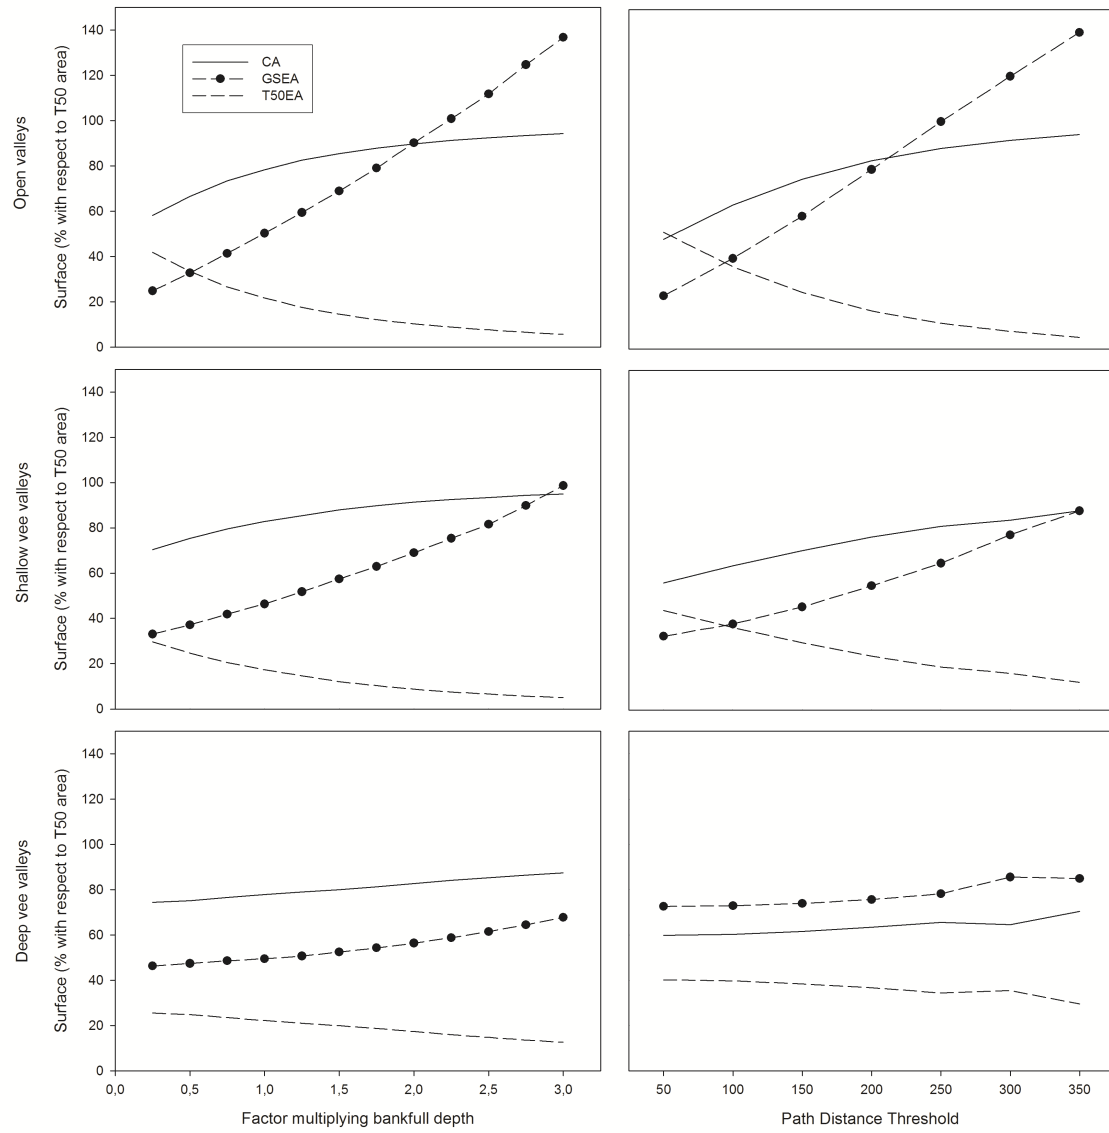 CA
GSEA
T50EA
Open valleys
Surface (% with respect to T50 area)
140
120
100
80
60
40
20
0
Shallow vee valleys
Surface (% with respect to T50 area)
140
120
100
80
60
40
20
0
Deep vee valleys
Surface (% with respect to T50 area)
140
120
100
80
60
40
20
0
0,0 0,5 1,0 1,5 2,0 2,5 3,0
Factor multiplying bankfull depth
50 100 150 200 250 300 350
Path Distance Threshold